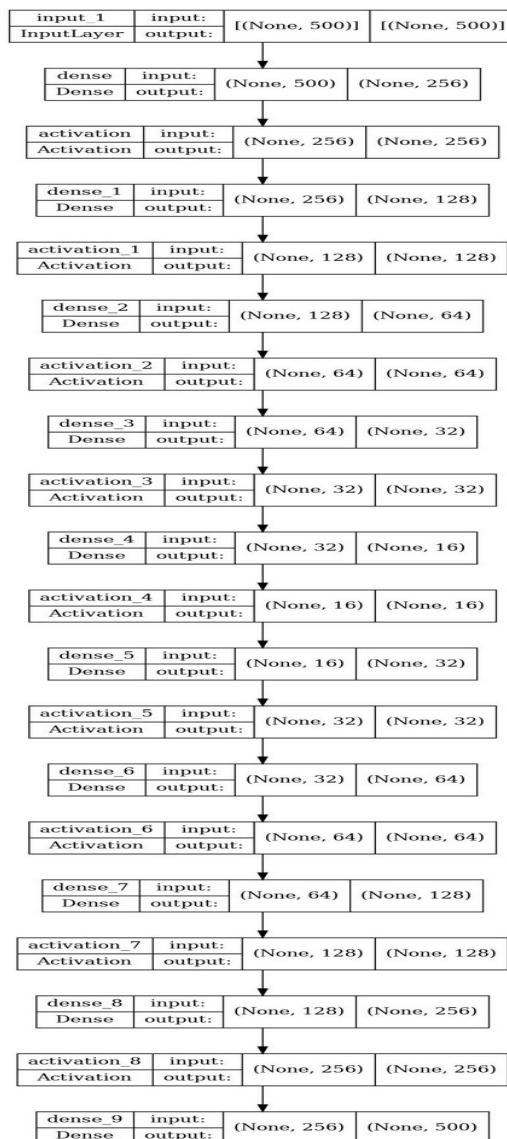 input_1 input: [(None, 500)] [(None, 500)]
InputLayer output:
dense input: (None, 500) (None, 256)
Dense output:
activation input: (None, 256) (None, 256)
Activation output:
dense_1 input: (None, 256) (None, 128)
Dense output:
activation_1 input: (None, 128) (None, 128)
Activation output:
dense_2 input: (None, 128) (None, 64)
Dense output:
activation_2 input: (None, 64) (None, 64)
Activation output:
dense_3 input: (None, 64) (None, 32)
Dense output:
activation_3 input: (None, 32) (None, 32)
Activation output:
dense_4 input: (None, 32) (None, 16)
Dense output:
activation_4 input: (None, 16) (None, 16)
Activation output:
dense_5 input: (None, 16) (None, 32)
Dense output:
activation_5 input: (None, 32) (None, 32)
Activation output:
dense_6 input: (None, 32) (None, 64)
Dense output:
activation_6 input: (None, 64) (None, 64)
Activation output:
dense_7 input: (None, 64) (None, 128)
Dense output:
activation_7 input: (None, 128) (None, 128)
Activation output:
dense_8 input: (None, 128) (None, 256)
Dense output:
activation_8 input: (None, 256) (None, 256)
Activation output:
dense_9 input: (None, 256) (None, 500)
Dense output: